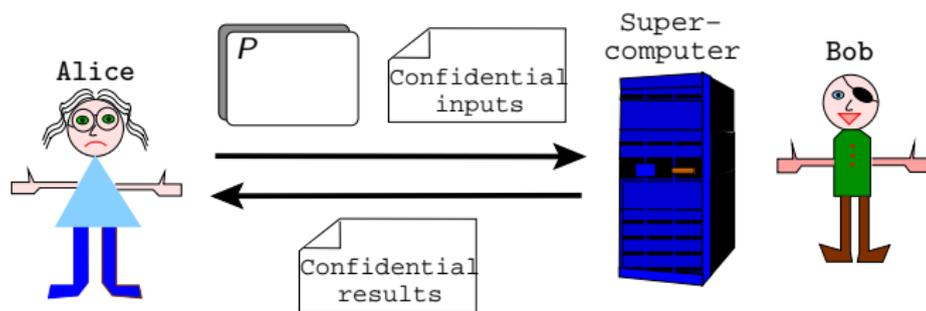 Alice
P
Confidential
inputs
Super-
computer
Bob
Confidential
results